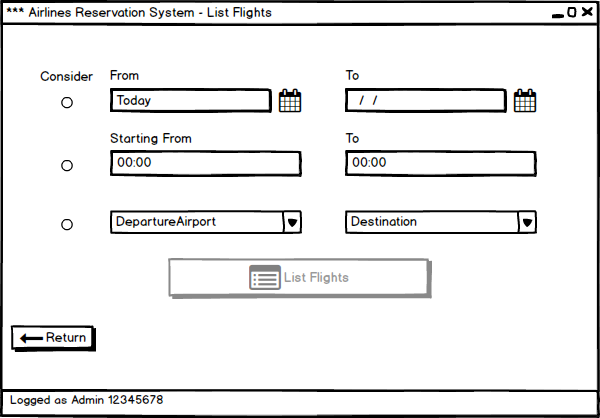 *** Airlines Reservation System - List Flights
Consider From To
Today / /
Starting From To
00:00 00:00
DepartureAirport Destination
List Flights
Return
Logged as Admin 12345678